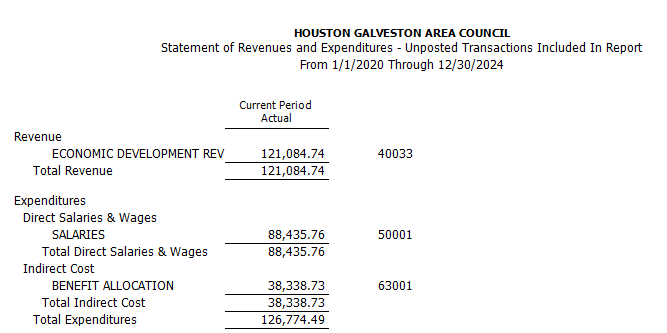 HOUSTON GALVESTON AREA COUNCIL
Statement of Revenues and Expenditures - Unposted Transactions Included In Report
From 1/1/2020 Through 12/30/2024
Current Period
Actual
Revenue
ECONOMIC DEVELOPMENT REV 121,084.74 40033
Total Revenue 121,084.74
Expenditures
Direct Salaries & Wages
SALARIES 88,435.76 50001
Total Direct Salaries & Wages 88,435.76
Indirect Cost
BENEFIT ALLOCATION 38,338.73 63001
Total Indirect Cost 38,338.73
Total Expenditures 126,774.49